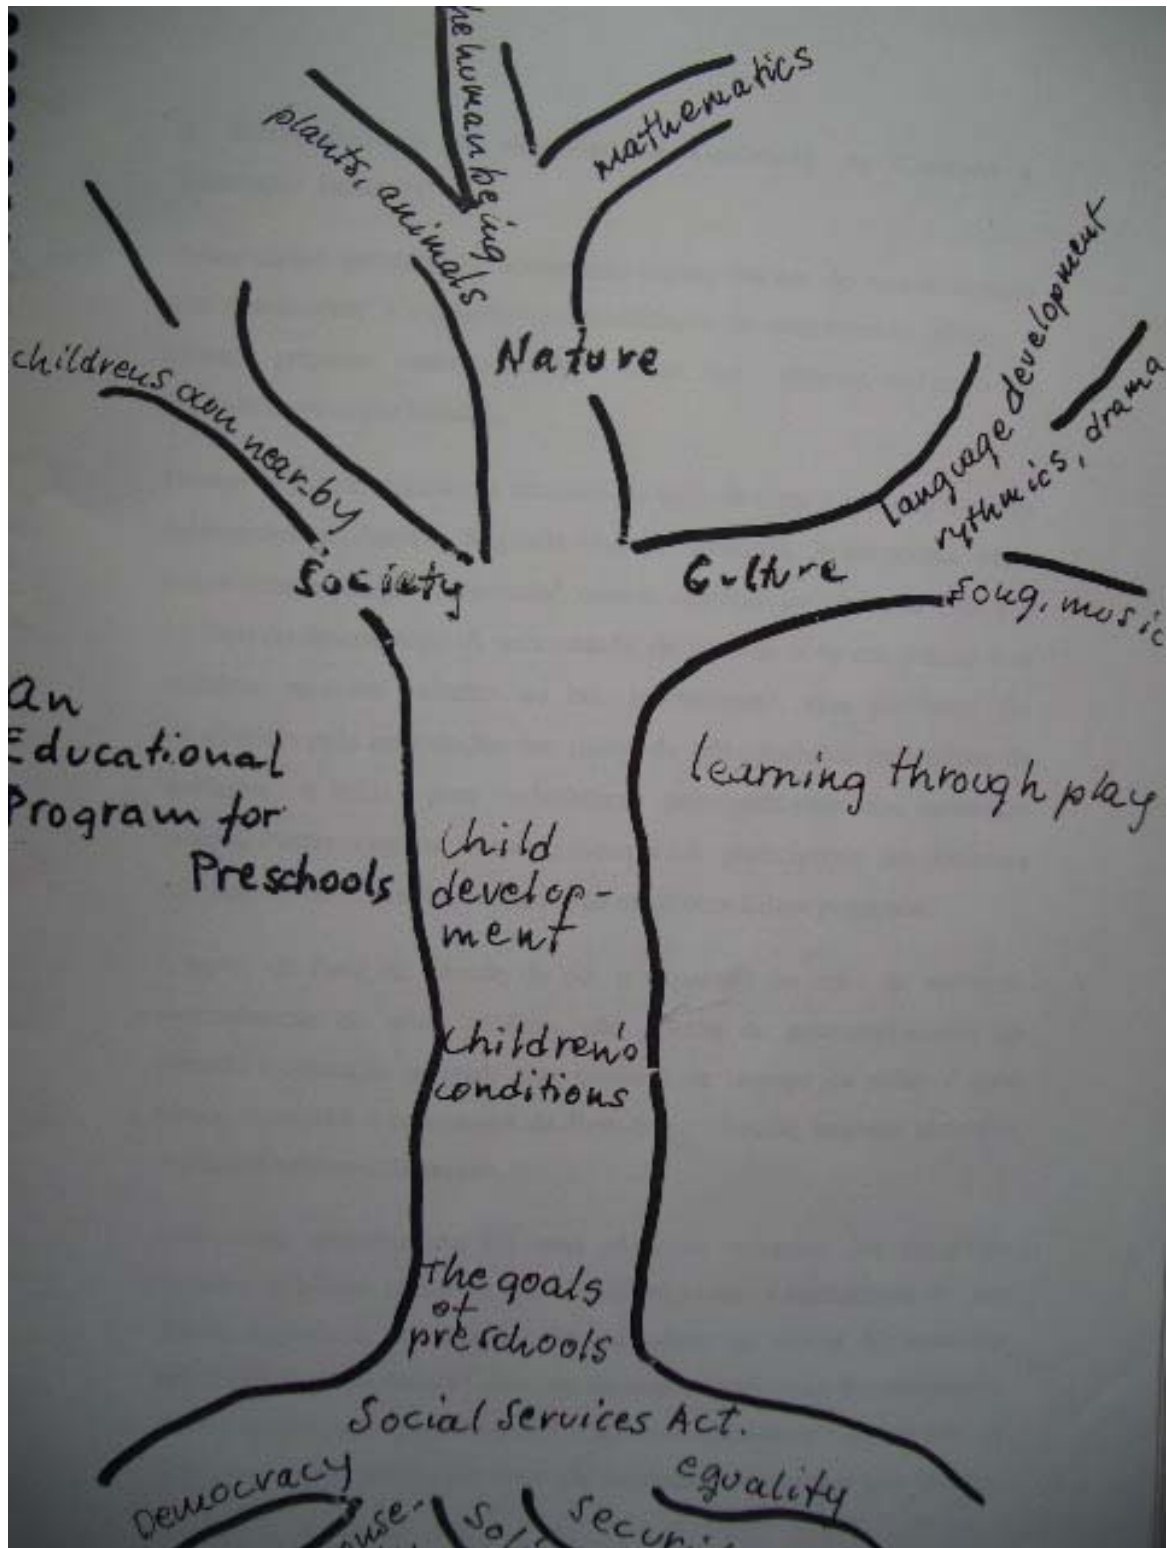 he human being
mathematics
plants, animals
Nature
childrens own near-by
Society
Culture
language development
rythmics, drama
song, music
an
Educational
Program for
Preschools
learning through play
Child
develop-
ment
Children's
conditions
The goals
of
preschools
Social Services Act.
Democracy
equality